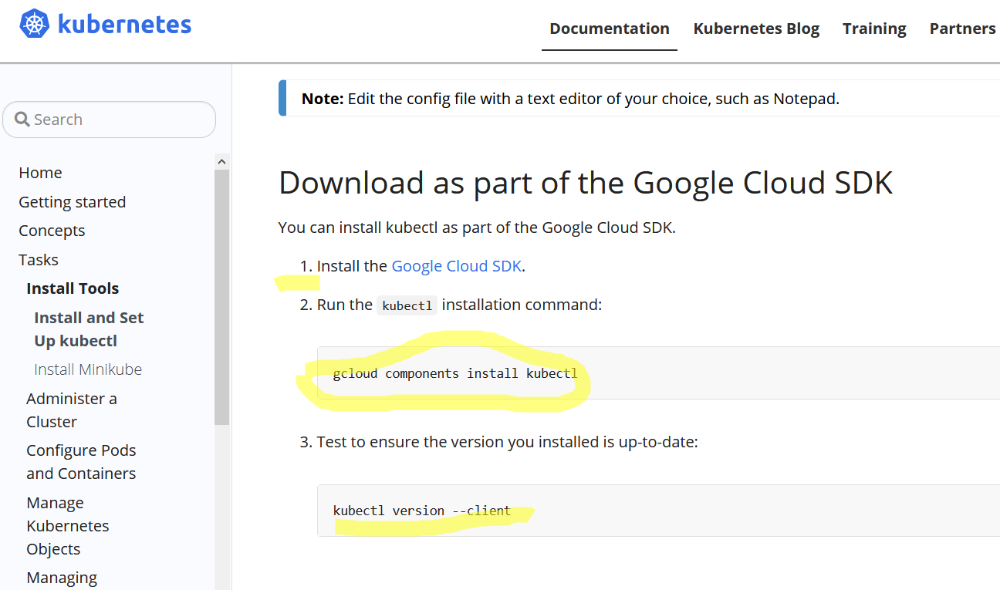 kubernetes
Documentation Kubernetes Blog Training Partners
Search
Home
Getting started
Concepts
Tasks
Install Tools
Install and Set
Up kubectl
Install Minikube
Administer a
Cluster
Configure Pods
and Containers
Manage
Kubernetes
Objects
Managing
Note: Edit the config file with a text editor of your choice, such as Notepad.
Download as part of the Google Cloud SDK
You can install kubectl as part of the Google Cloud SDK.
1. Install the Google Cloud SDK.
2. Run the kubectl installation command:
gcloud components install kubectl
3. Test to ensure the version you installed is up-to-date:
kubectl version --client